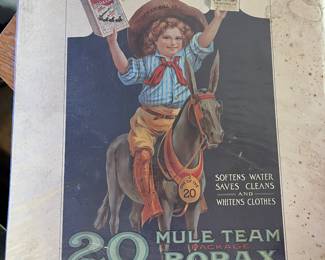 SOFTENS WATER
SAVES CLEANS
AND
WHITENS CLOTHES
20
20 MULE TEAM
PACKAGE
BORAX